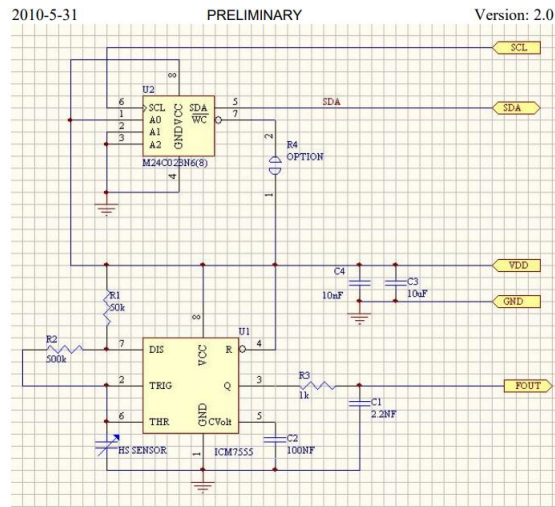 2010-5-31 PRELIMINARY Version: 2.0
SCL
8
U2
6 SCL SDA 5 SDA SDA
1 A0 VCC WC 7
2 A1
3 A2 GND
M24C02BN6(8)
4
2
R4
OPTION
1
VDD
C4
10nF
C3
10uF
GND
R1
50k
8
U1
R2
500k
7 DIS VCC R 4
2 TRIG Q 3
R3
1k
FOUT
6 THR GND CVolt 5
C1
2.2NF
HS SENSOR
1
ICM7555
C2
100NF